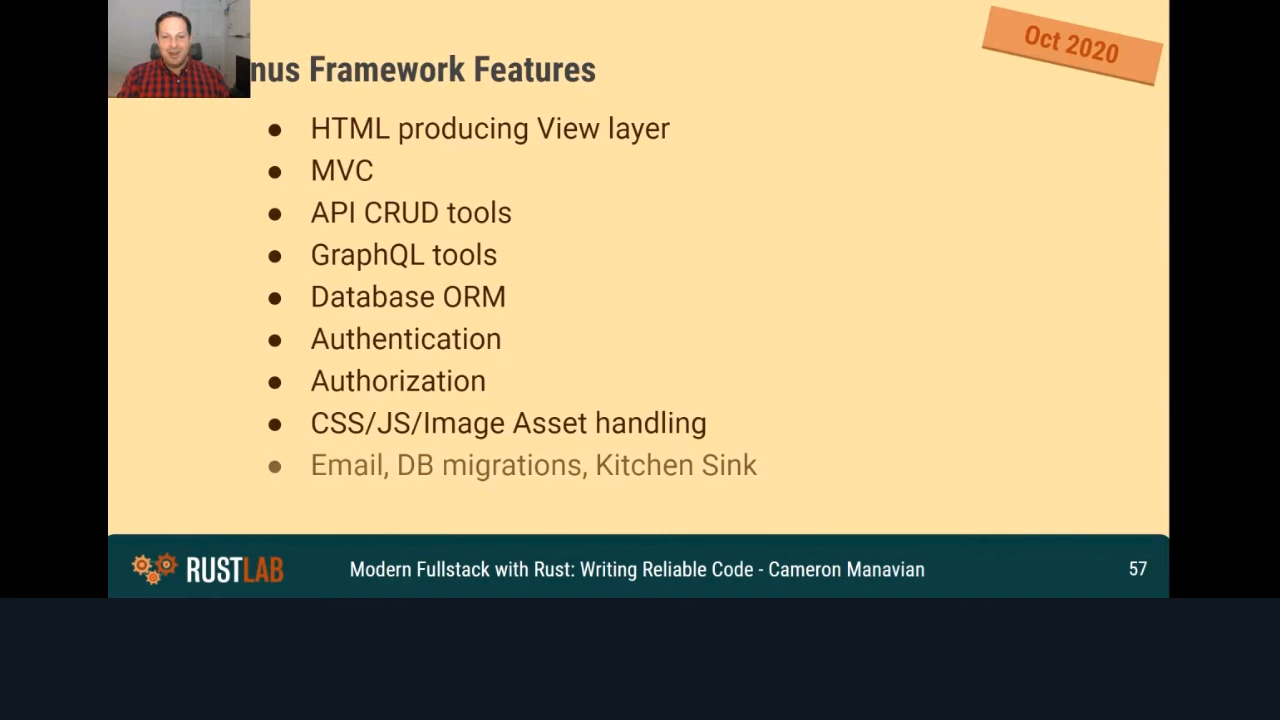 Oct 2020
nus Framework Features
● HTML producing View layer
● MVC
● API CRUD tools
● GraphQL tools
● Database ORM
● Authentication
● Authorization
● CSS/JS/Image Asset handling
● Email, DB migrations, Kitchen Sink
RUSTLAB
Modern Fullstack with Rust: Writing Reliable Code - Cameron Manavian
57